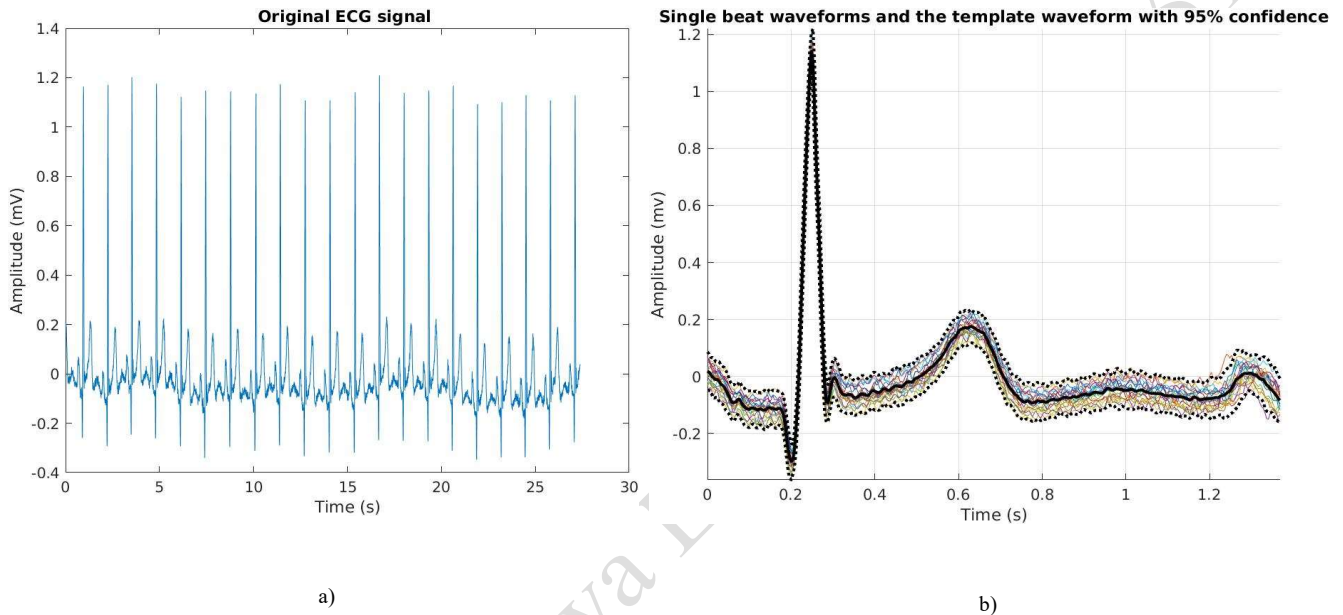 Original ECG signal
1.4
1.2
1
0.8
0.6
0.4
0.2
0
-0.2
-0.4
Amplitude (mV)
0 5 10 15 20 25 30
Time (s)
a)
Single beat waveforms and the template waveform with 95% confidence
1.2
1
0.8
0.6
0.4
0.2
0
-0.2
Amplitude (mv)
0 0.2 0.4 0.6 0.8 1 1.2
Time (s)
b)